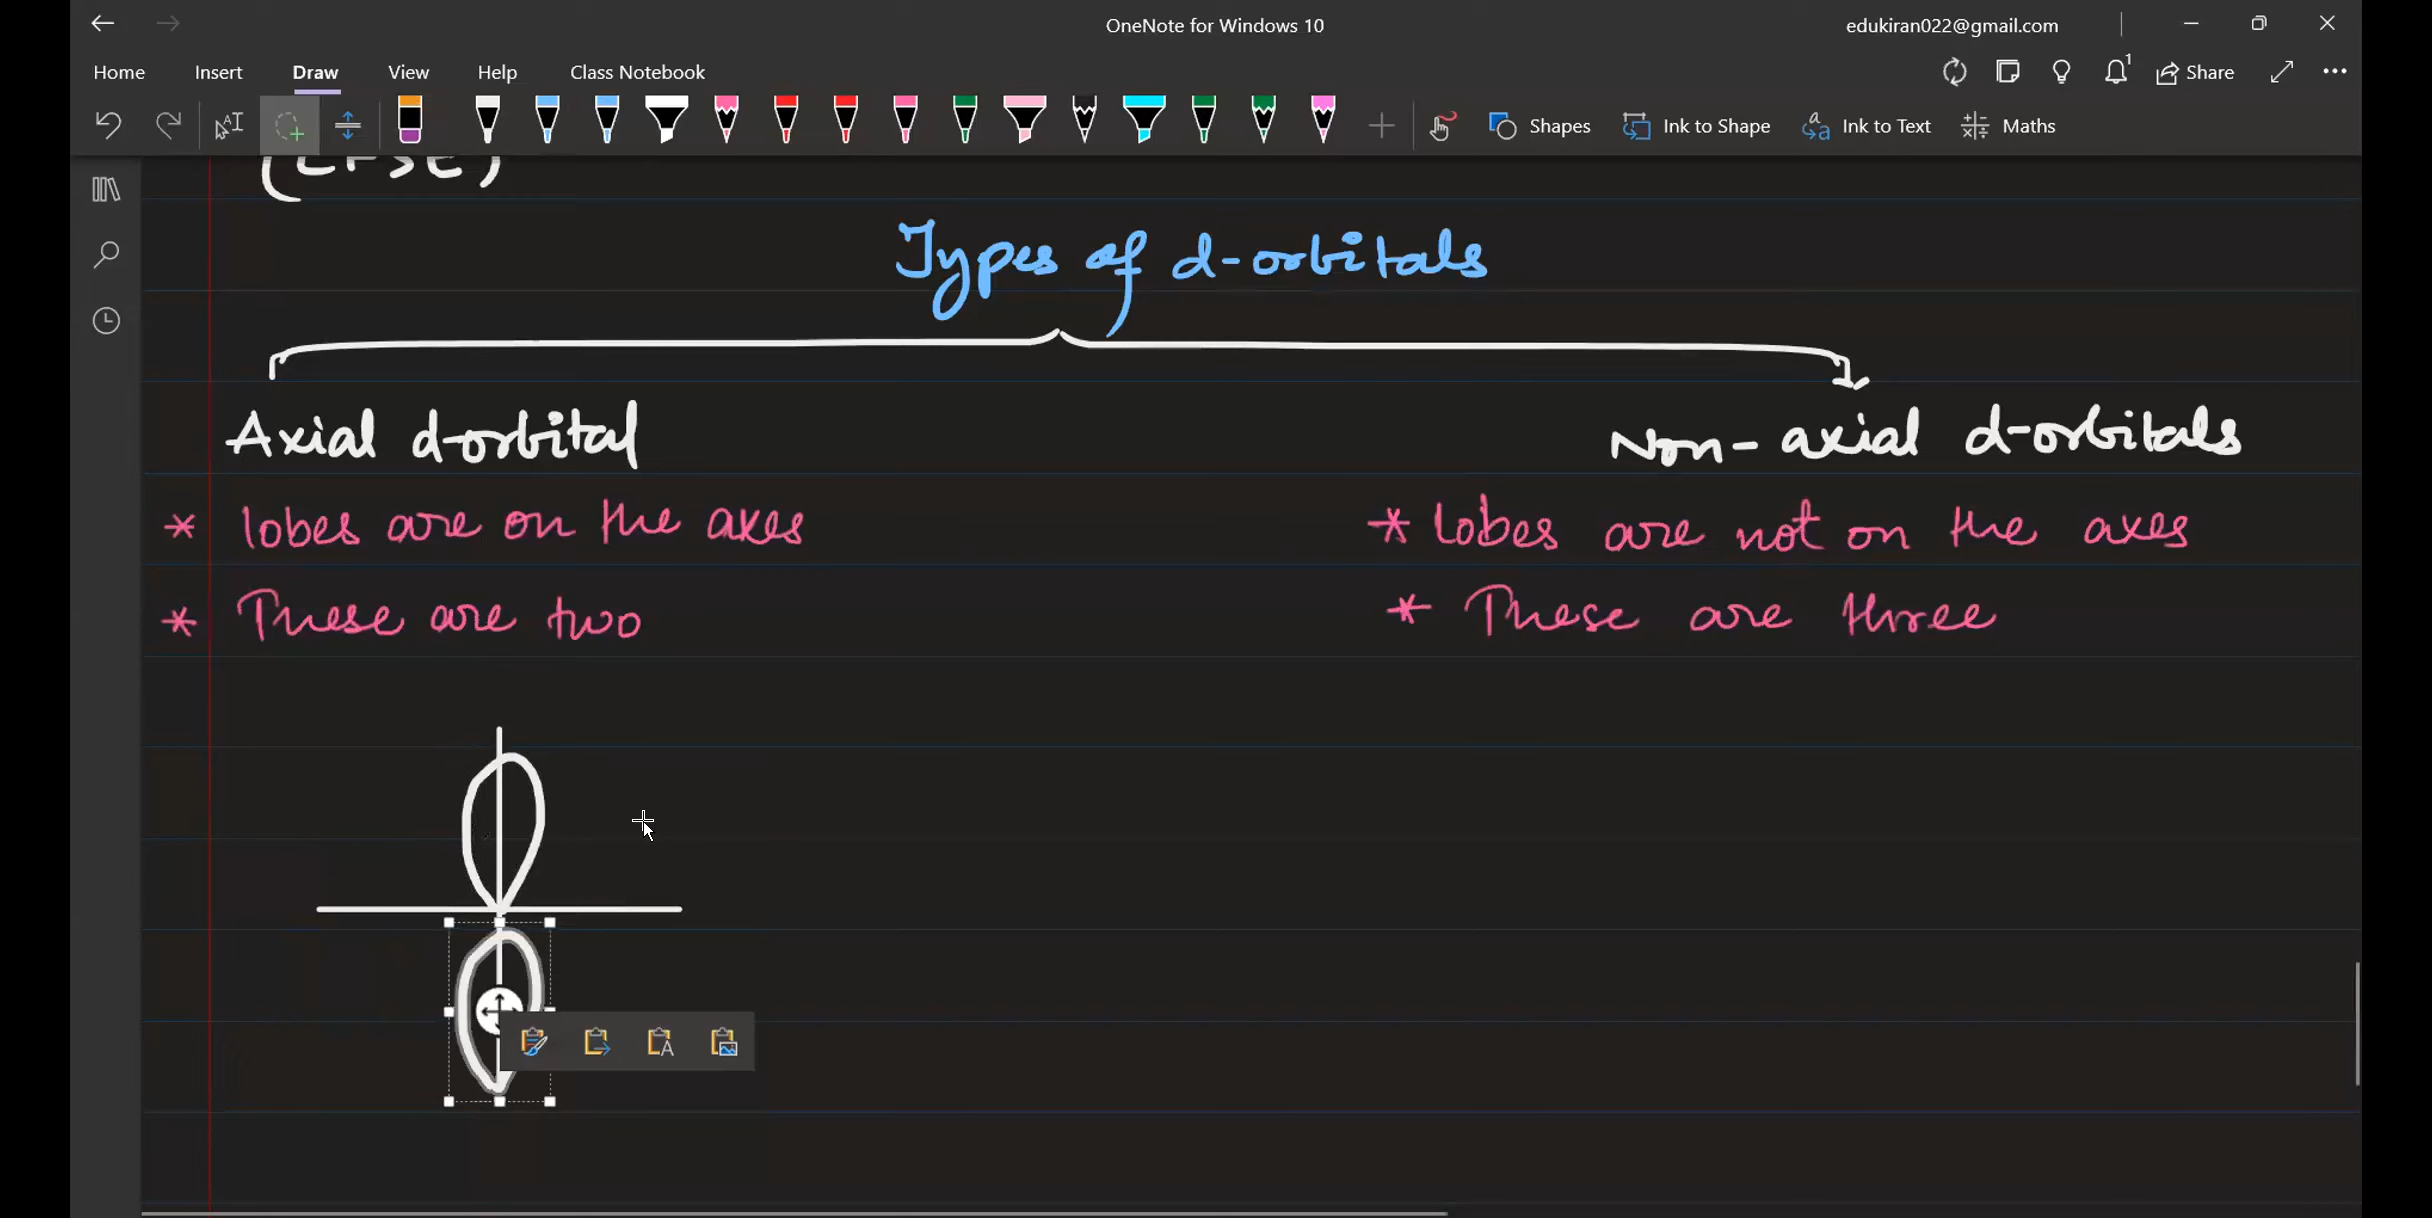 OneNote for Windows 10
edukiran022@gmail.com
Home Insert Draw View Help Class Notebook
Share
Shapes Ink to Shape Ink to Text Maths
(CFSE)
Types of d-orbitals
Axial d-orbital
Non-axial d-orbitals
* lobes are on the axes
* lobes are not on the axes
* These are two
* These are three